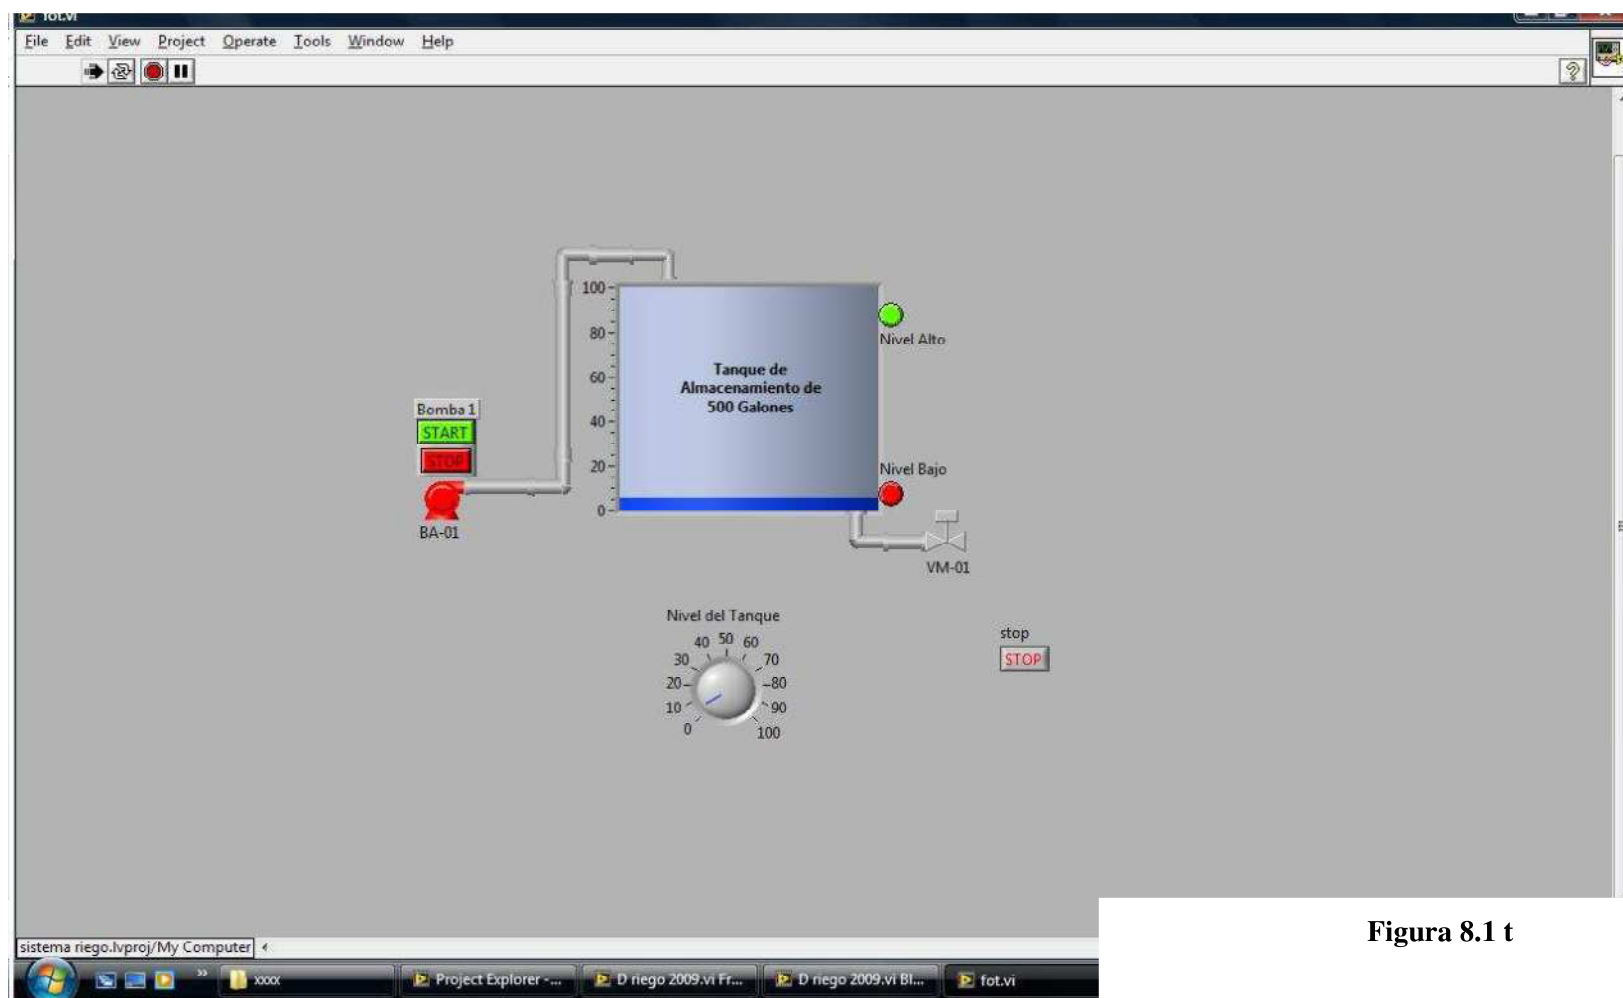 fot.vi
File Edit View Project Operate Tools Window Help
100
80
60
40
20
0
Tanque de
Almacenamiento de
500 Galones
Nivel Alto
Nivel Bajo
Bomba 1
START
STOP
BA-01
VM-01
Nivel del Tanque
0 10 20 30 40 50 60 70 80 90 100
stop
STOP
Figura 8.1 t
sistema riego.lvproj/My Computer
xxxx
Project Explorer -...
D riego 2009.vi Fr...
D riego 2009.vi Bl...
fot.vi